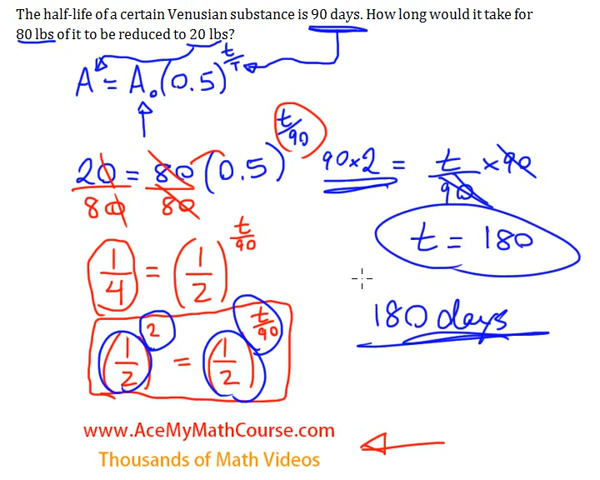 The half-life of a certain Venusian substance is 90 days. How long would it take for
80 lbs of it to be reduced to 20 lbs?
A = A₀(0.5)^(t/T)
20/80 = 80/80 (0.5)^(t/90)
1/4 = (1/2)^(t/90)
(1/2)^2 = (1/2)^(t/90)
90×2 = t/90 ×90
t = 180
180 days
www.AceMyMathCourse.com
Thousands of Math Videos